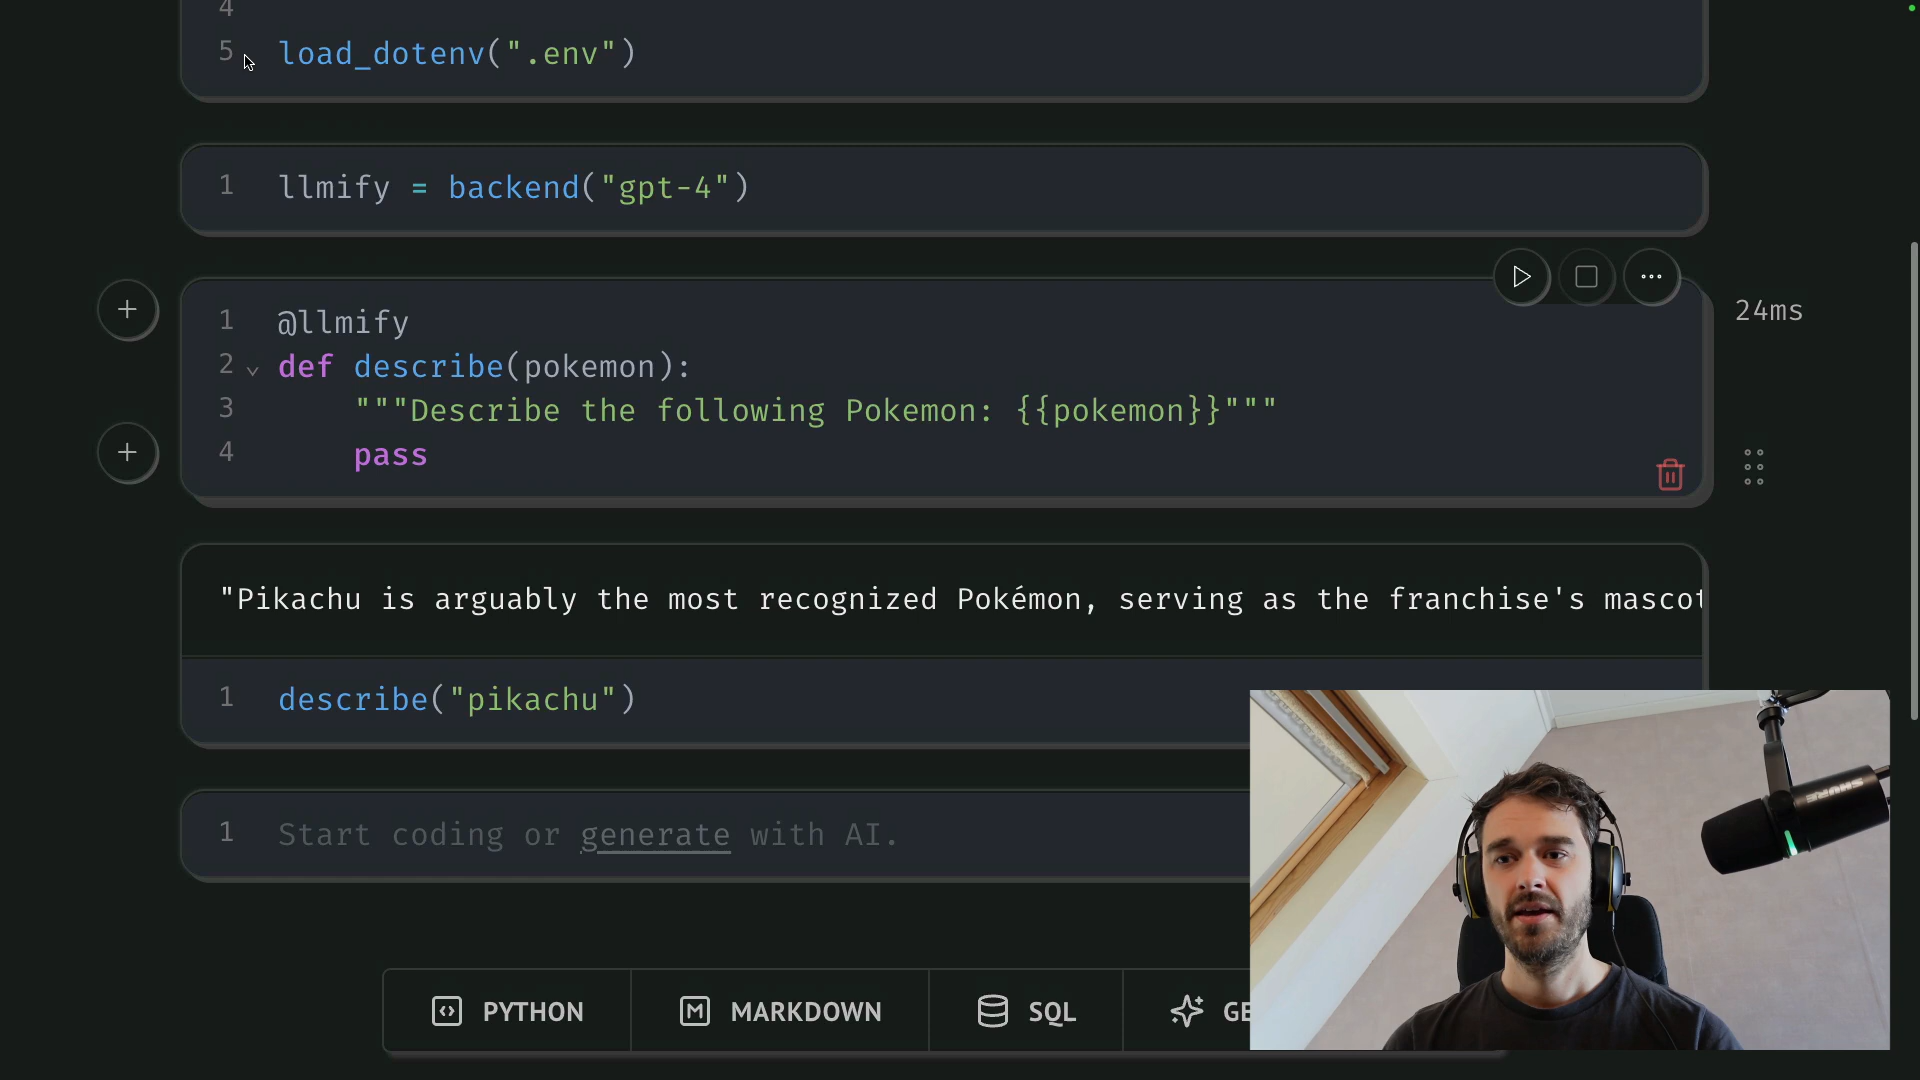 4
5 load_dotenv(".env")
1 llmify = backend("gpt-4")
24ms
1 @llmify
2 def describe(pokemon):
3 """Describe the following Pokemon: {{pokemon}}"""
4 pass
"Pikachu is arguably the most recognized Pokémon, serving as the franchise's mascot
1 describe("pikachu")
1 Start coding or generate with AI.
PYTHON MARKDOWN SQL GE
SHURE